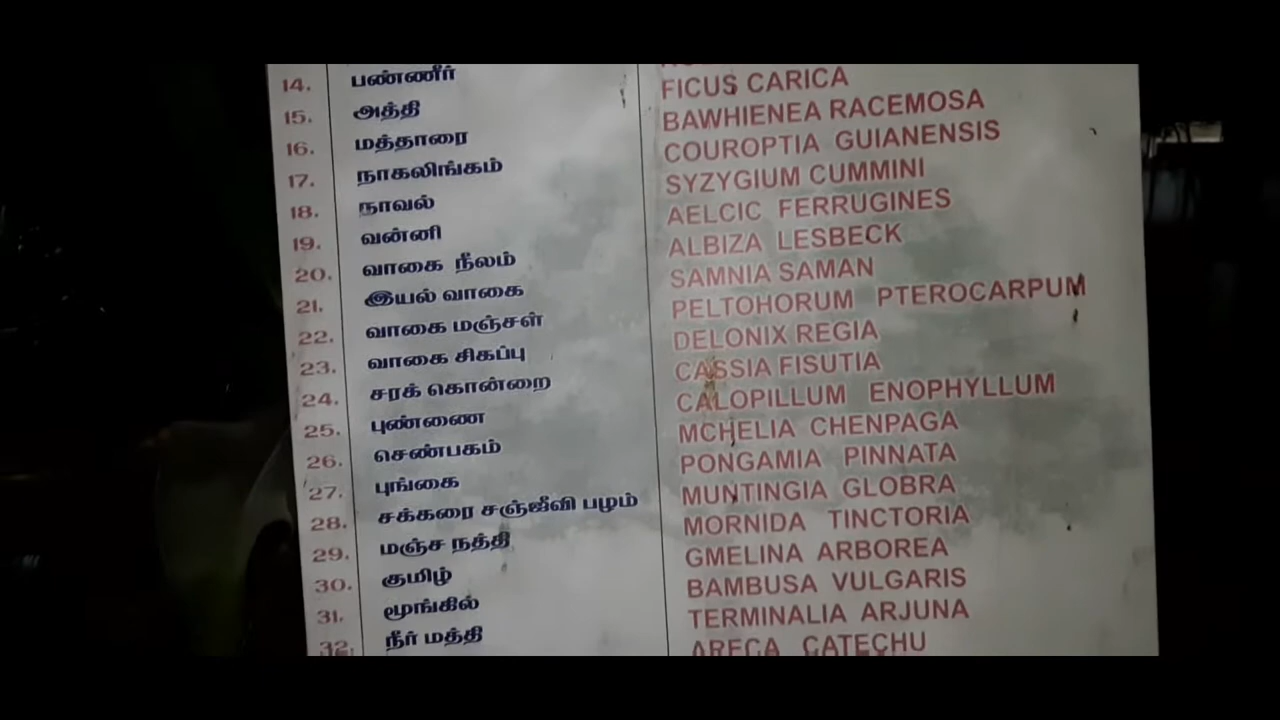 14. பண்ணீர்
15. அத்தி FICUS CARICA
16. மத்தாரை BAWHIENEA RACEMOSA
17. நாகலிங்கம் COUROPTIA GUIANENSIS
18. நாவல் SYZYGIUM CUMMINI
19. வன்னி AELCIC FERRUGINES
20. வாகை நீலம் ALBIZA LESBECK
21. இயல் வாகை SAMNIA SAMAN
22. வாகை மஞ்சள் PELTOHORUM PTEROCARPUM
23. வாகை சிகப்பு DELONIX REGIA
24. சரக் கொன்றை CASSIA FISUTIA
25. புண்ணை CALOPILLUM ENOPHYLLUM
26. செண்பகம் MCHELIA CHENPAGA
27. புங்கை PONGAMIA PINNATA
28. சக்கரை சஞ்ஜீவி பழம் MUNTINGIA GLOBRA
29. மஞ்ச நத்தி MORNIDA TINCTORIA
30. குமிழ் GMELINA ARBOREA
31. மூங்கில் BAMBUSA VULGARIS
32. நீர் மத்தி TERMINALIA ARJUNA
ARECA CATECHU